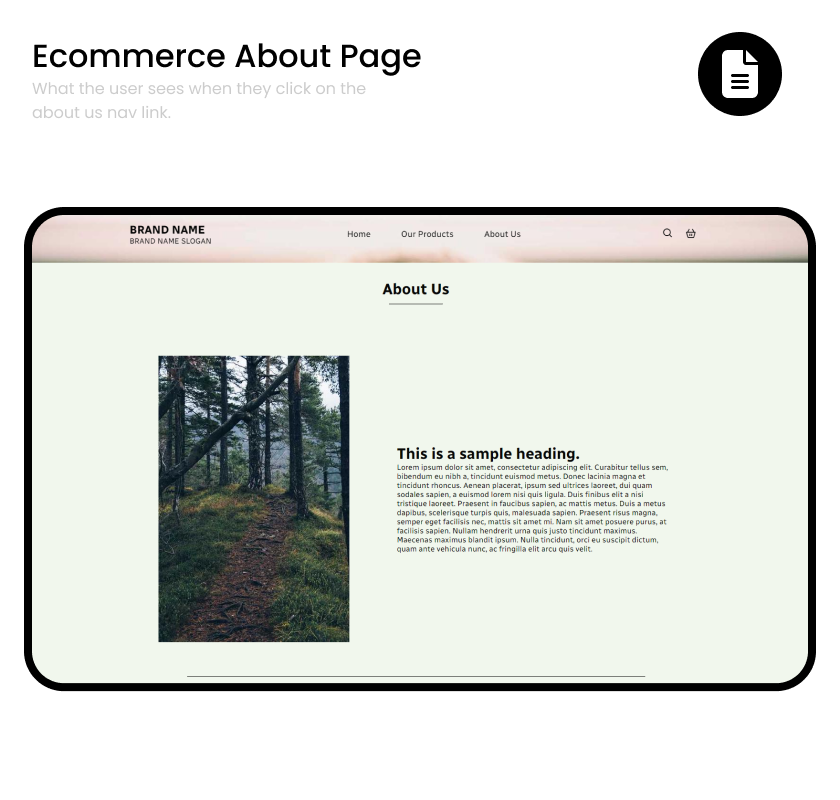 Ecommerce About Page
What the user sees when they click on the
about us nav link.
BRAND NAME
BRAND NAME SLOGAN
Home
Our Products
About Us
About Us
This is a sample heading.
Lorem ipsum dolor sit amet, consectetur adipiscing elit. Curabitur tellus sem,
bibendum eu nibh a, tincidunt euismod metus. Donec lacinia magna et
tincidunt rhoncus. Aenean placerat, ipsum sed ultrices laoreet, dui quam
sodales sapien, a euismod lorem nisi quis ligula. Duis finibus elit a nisi
tristique laoreet. Praesent in faucibus sapien, ac mattis metus. Duis a metus
dapibus, scelerisque turpis quis, malesuada sapien. Praesent risus magna,
semper eget facilisis nec, mattis sit amet mi. Nam sit amet posuere purus, at
facilisis sapien. Nullam hendrerit urna quis justo tincidunt maximus.
Maecenas maximus blandit ipsum. Nulla tincidunt, orci eu suscipit dictum,
quam ante vehicula nunc, ac fringilla elit arcu quis velit.